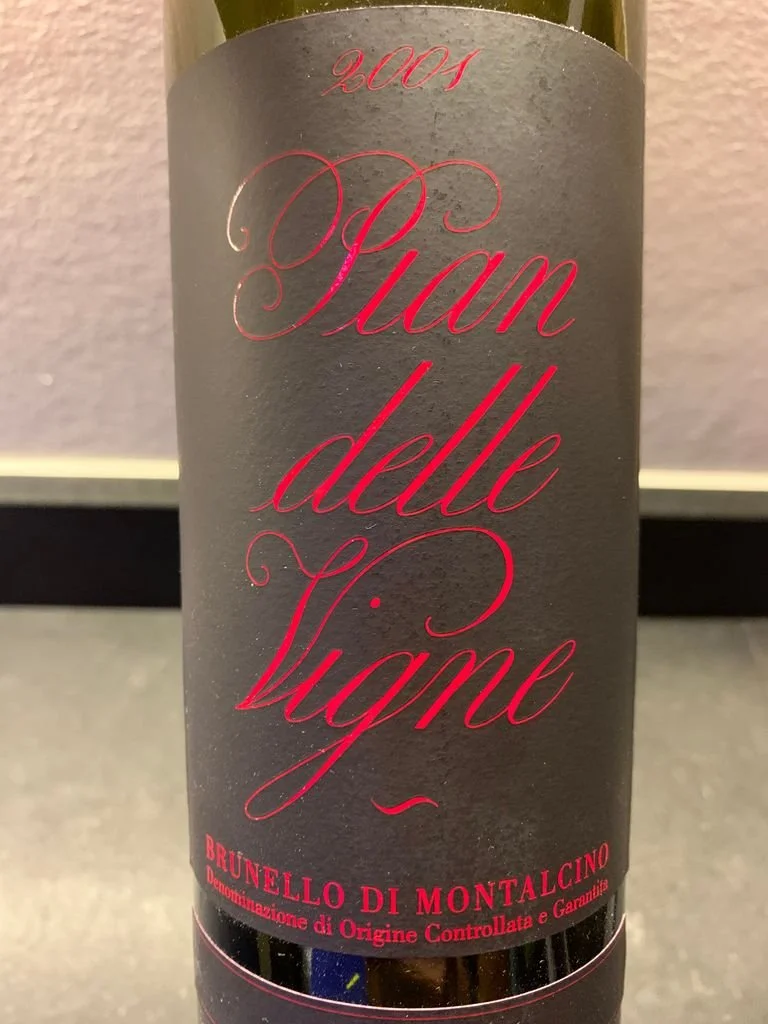 2001
Pian
delle
Vigne
BRUNELLO DI MONTALCINO
Denominazione di Origine Controllata e Garantita